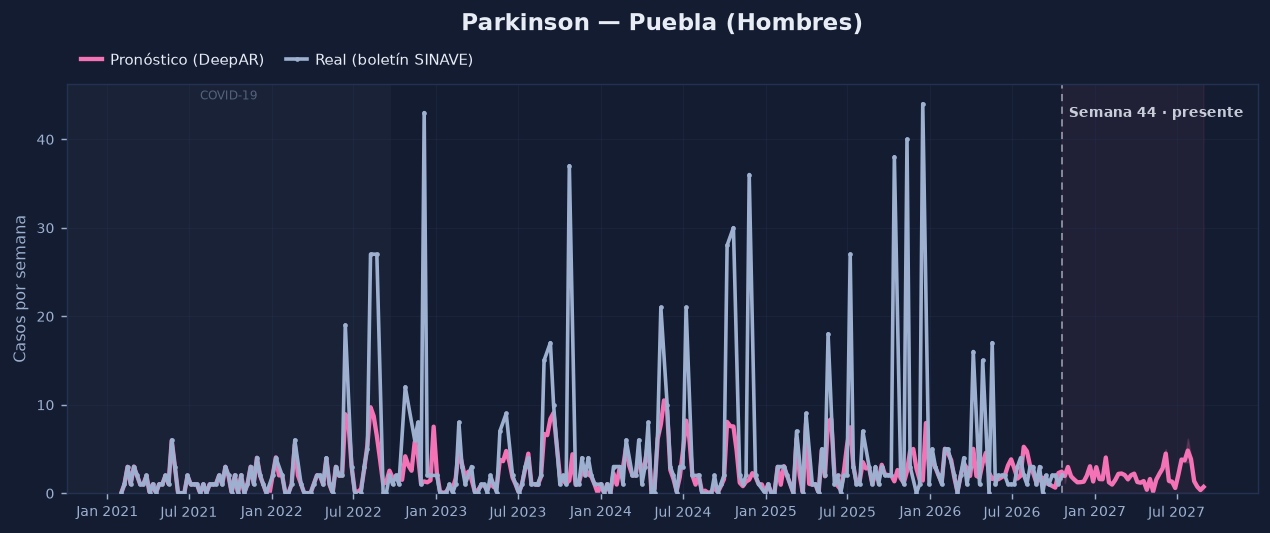 Parkinson — Puebla (Hombres)
Pronóstico (DeepAR)
Real (boletín SINAVE)
COVID-19
Semana 44 · presente
Casos por semana
40
30
20
10
0
Jan 2021
Jul 2021
Jan 2022
Jul 2022
Jan 2023
Jul 2023
Jan 2024
Jul 2024
Jan 2025
Jul 2025
Jan 2026
Jul 2026
Jan 2027
Jul 2027